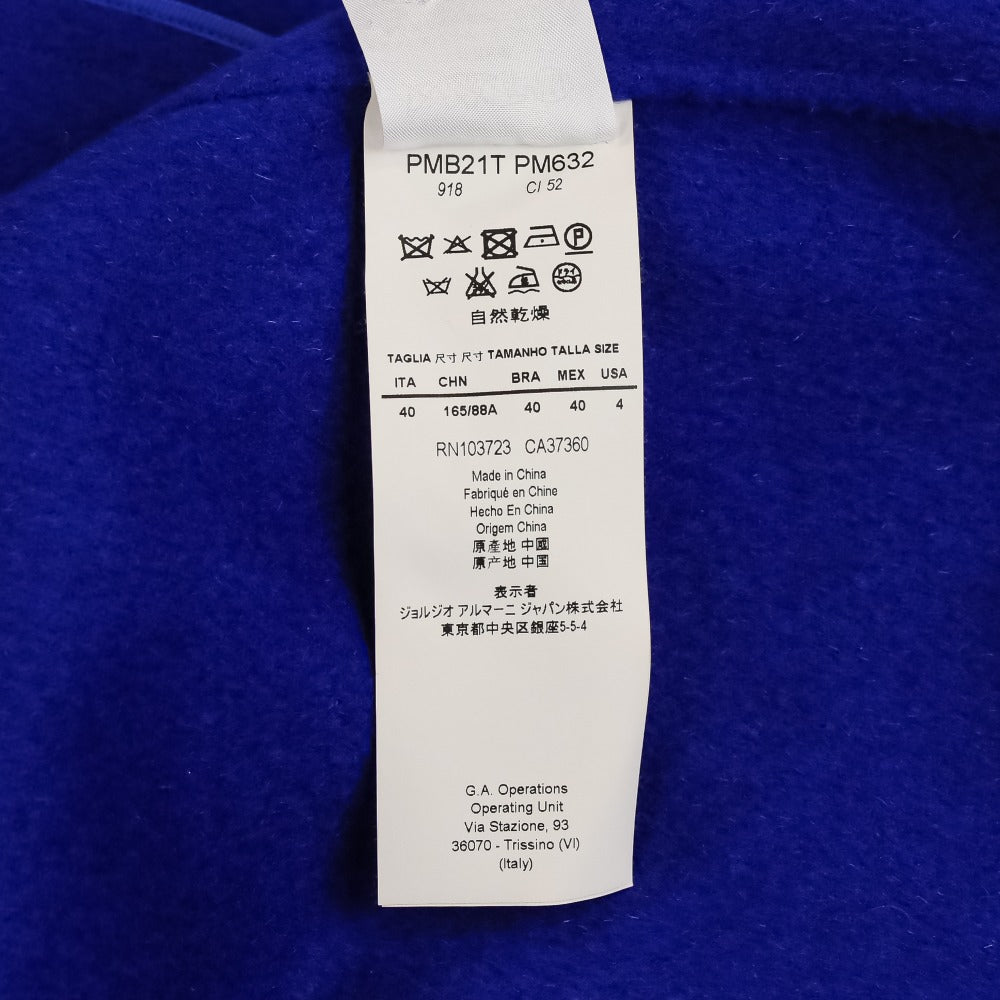 PMB21T PM632
918 CI 52
P
ドライ
自然乾燥
TAGLIA 尺寸 尺寸 TAMANHO TALLA SIZE
ITA CHN BRA MEX USA
40 165/88A 40 40 4
RN103723 CA37360
Made in China
Fabriqué en Chine
Hecho En China
Origem China
原產地 中國
原产地 中国
表示者
ジョルジオ アルマーニ ジャパン株式会社
東京都中央区銀座5-5-4
G.A. Operations
Operating Unit
Via Stazione, 93
36070 - Trissino (VI)
(Italy)